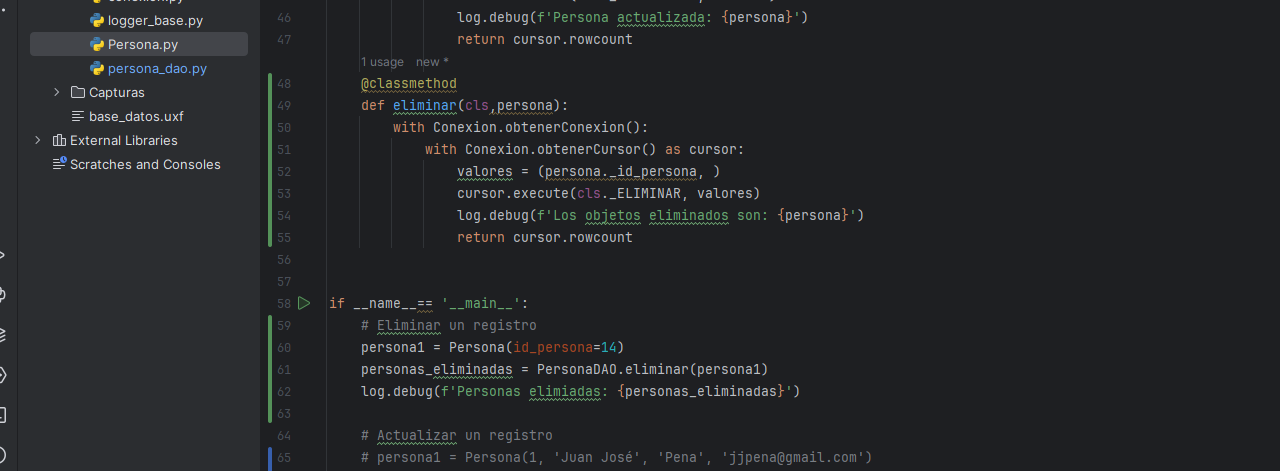 logger_base.py
Persona.py
persona_dao.py
Capturas
base_datos.uxf
External Libraries
Scratches and Consoles
46 log.debug(f'Persona actualizada: {persona}')
47 return cursor.rowcount
1 usage new *
48 @classmethod
49 def eliminar(cls,persona):
50 with Conexion.obtenerConexion():
51 with Conexion.obtenerCursor() as cursor:
52 valores = (persona._id_persona, )
53 cursor.execute(cls._ELIMINAR, valores)
54 log.debug(f'Los objetos eliminados son: {persona}')
55 return cursor.rowcount
56
57
58 if __name__== '__main__':
59 # Eliminar un registro
60 persona1 = Persona(id_persona=14)
61 personas_eliminadas = PersonaDAO.eliminar(persona1)
62 log.debug(f'Personas elimiadas: {personas_eliminadas}')
63
64 # Actualizar un registro
65 # persona1 = Persona(1, 'Juan José', 'Pena', 'jjpena@gmail.com')